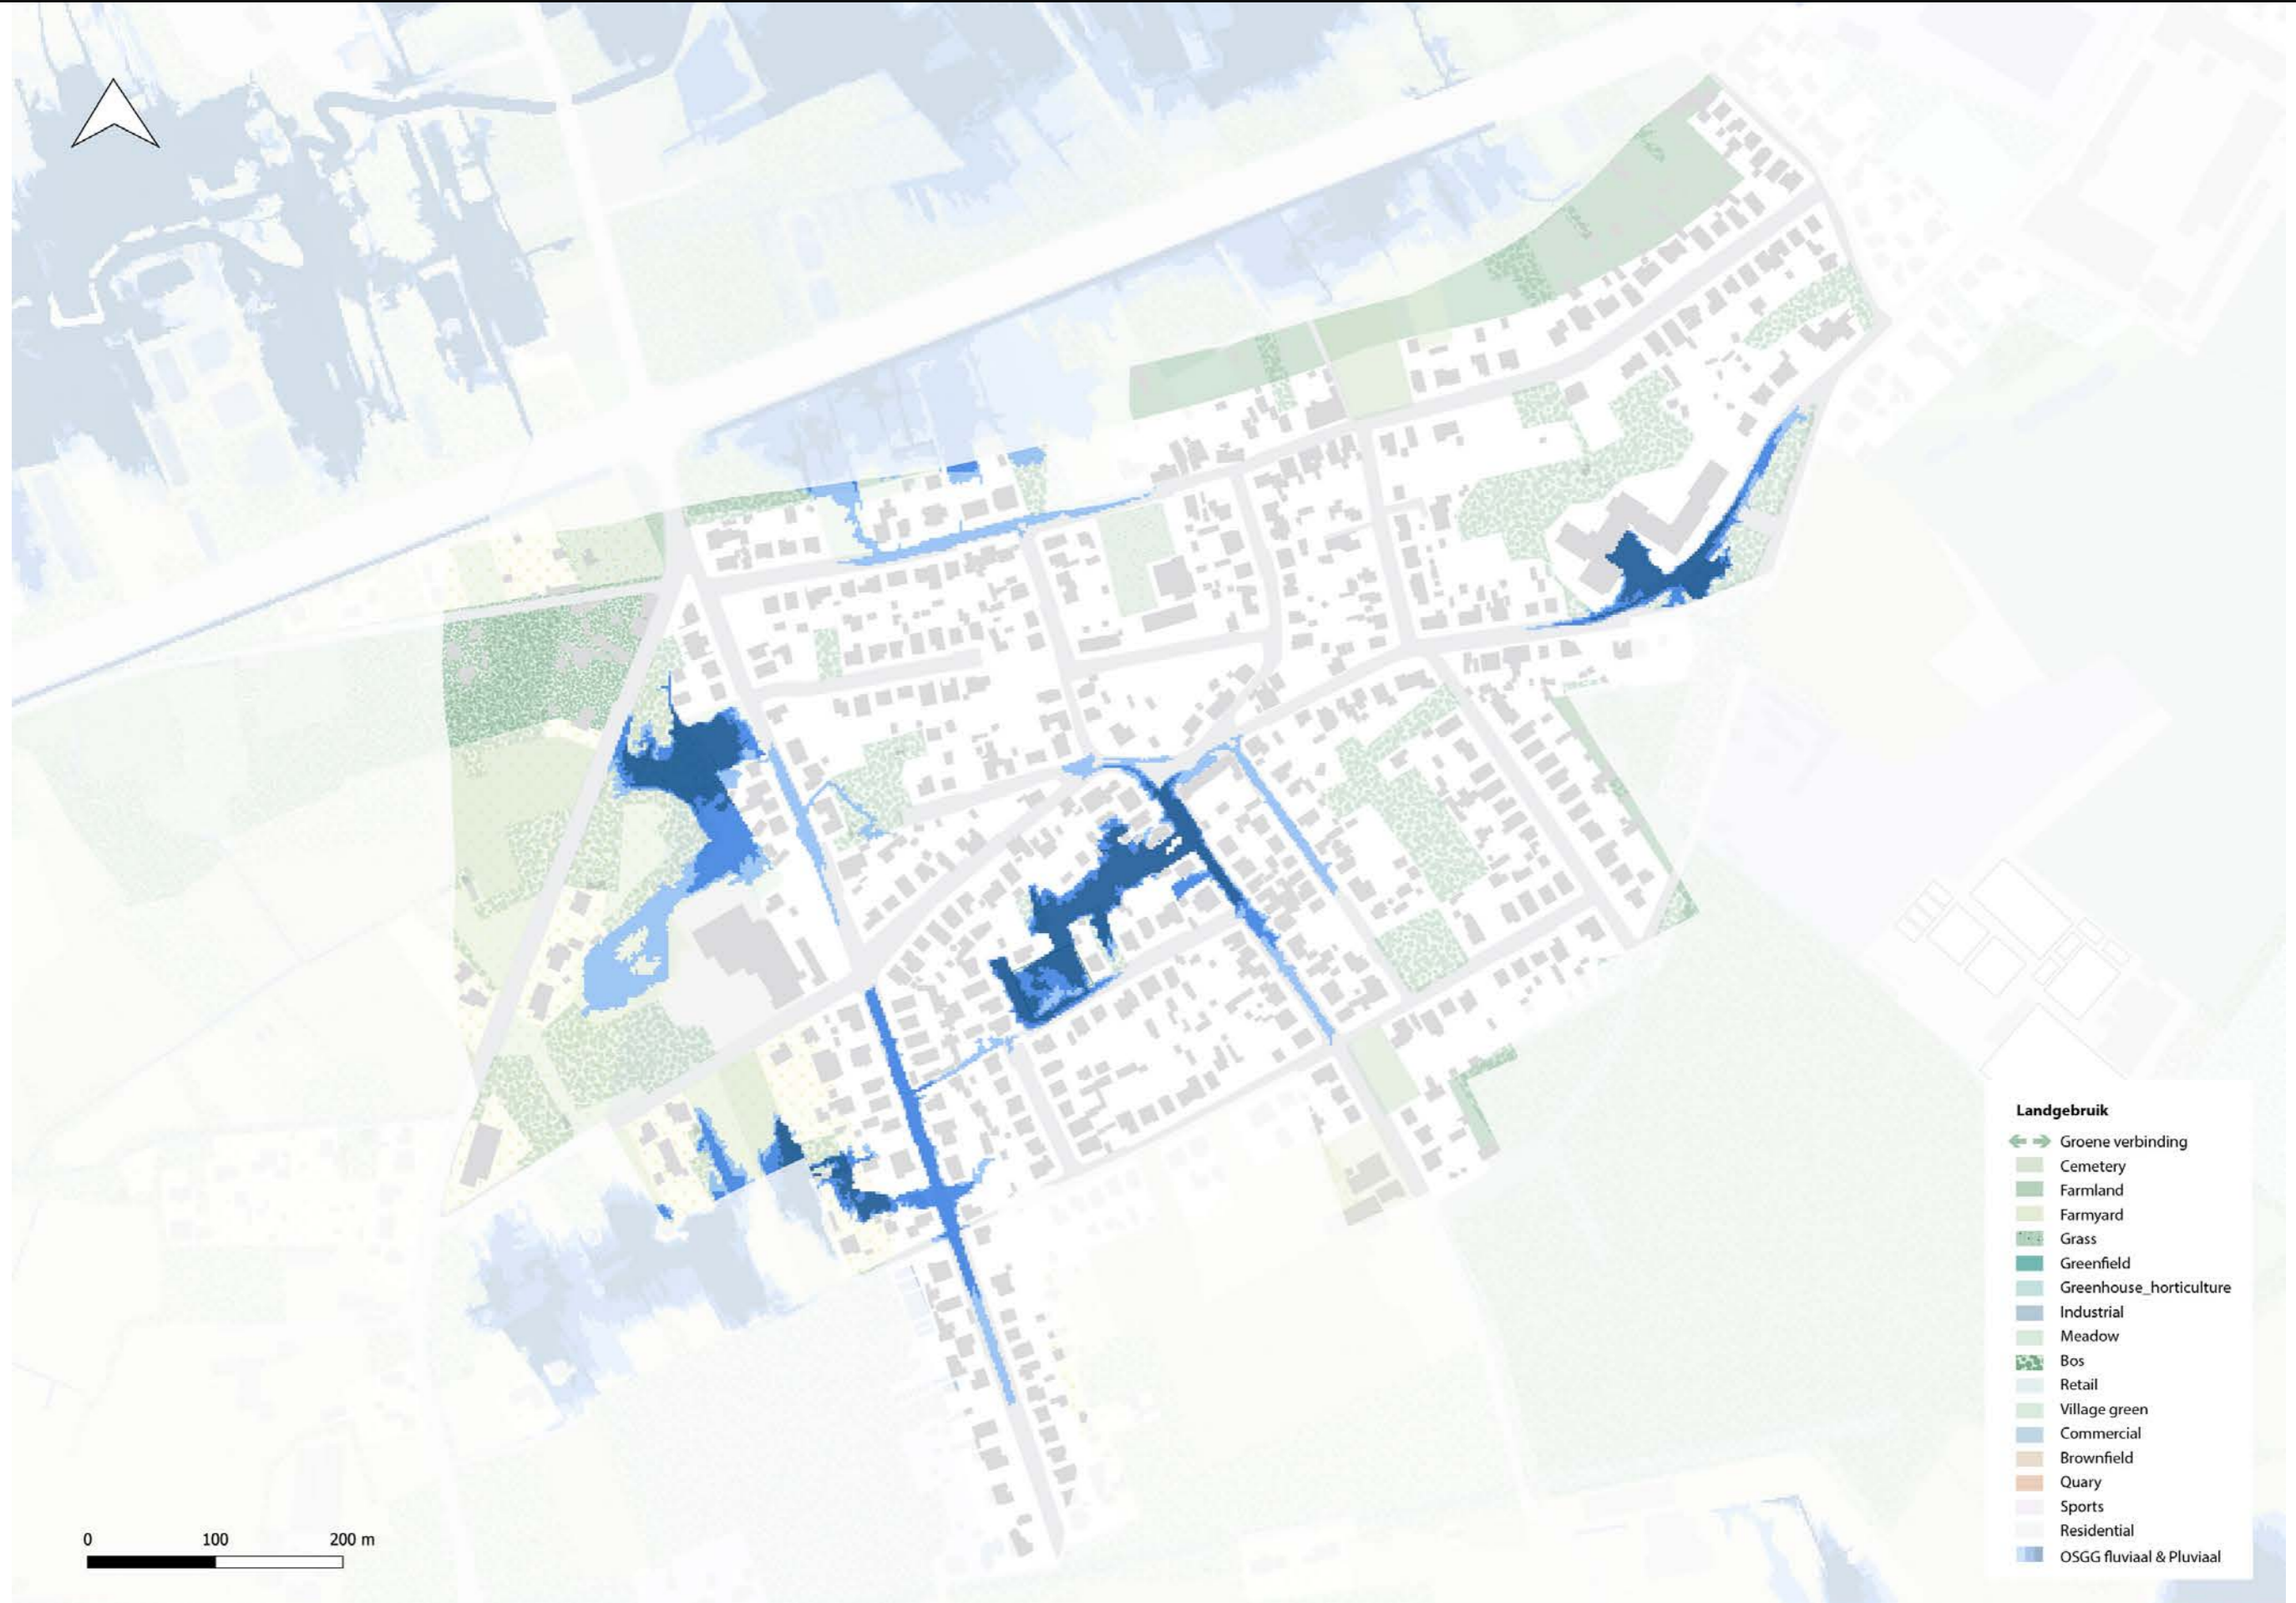 Landgebruik
Groene verbinding
Cemetery
Farmland
Farmyard
Grass
Greenfield
Greenhouse_horticulture
Industrial
Meadow
Bos
Retail
Village green
Commercial
Brownfield
Quary
Sports
Residential
OSGG fluviaal & Pluviaal
0 100 200 m